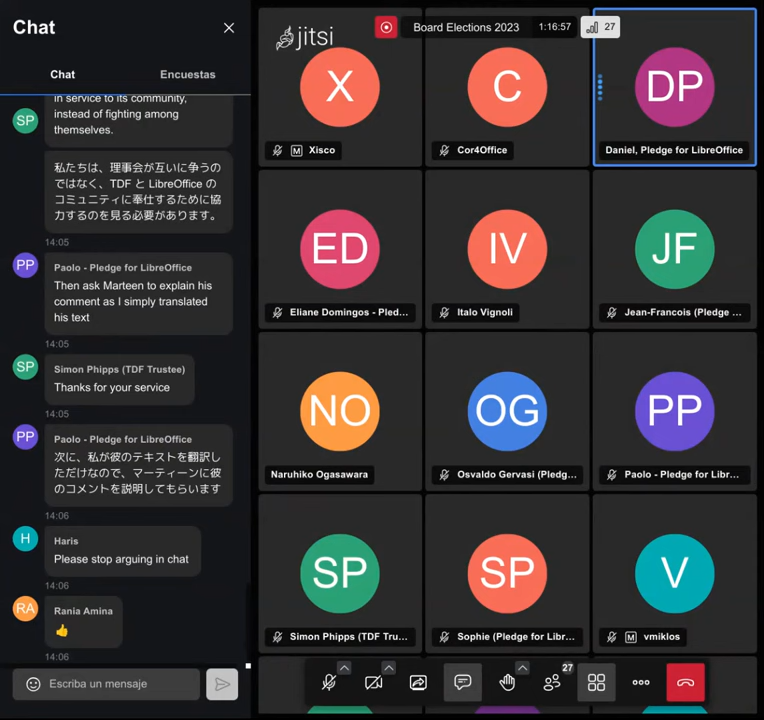 Chat
Chat
Encuestas
in service to its community,
SP
instead of fighting among
themselves.
私たちは、理事会が互いに争うの
ではなく、TDF と LibreOffice の
コミュニティに奉仕するために協
力するのを見る必要があります。
14:05
PP
Paolo - Pledge for LibreOffice
Then ask Marteen to explain his
comment as I simply translated
his text
14:05
SP
Simon Phipps (TDF Trustee)
Thanks for your service
14:05
PP
Paolo - Pledge for LibreOffice
次に、私が彼のテキストを翻訳し
ただけなので、マーティーンに彼
のコメントを説明してもらいます
14:06
H
Haris
Please stop arguing in chat
14:06
RA
Rania Amina
14:06
Escriba un mensaje
jitsi
Board Elections 2023
1:16:57
27
X
M
Xisco
C
Cor4Office
DP
Daniel, Pledge for LibreOffice
ED
Eliane Domingos - Pled...
IV
Italo Vignoli
JF
Jean-Francois (Pledge ...
NO
Naruhiko Ogasawara
OG
Osvaldo Gervasi (Pledg...
PP
Paolo - Pledge for Libr...
SP
Simon Phipps (TDF Tru...
SP
Sophie (Pledge for Libr...
V
M
vmiklos
27